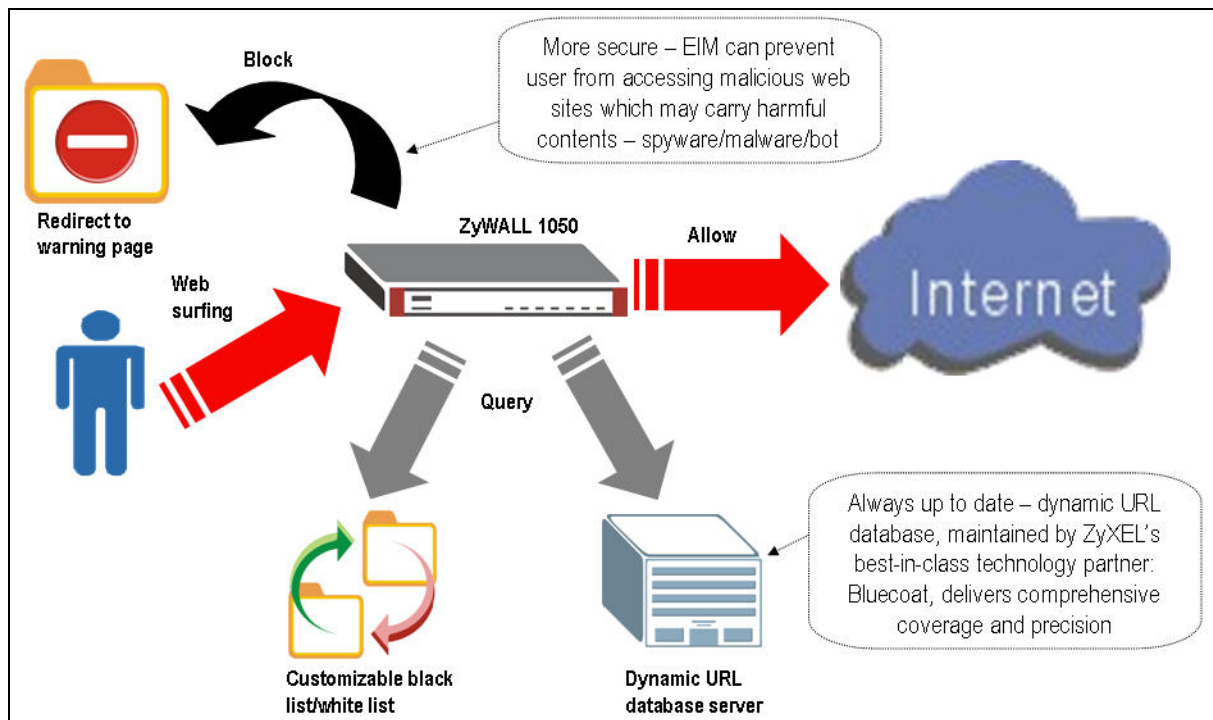 Block
More secure – EIM can prevent
user from accessing malicious web
sites which may carry harmful
contents – spyware/malware/bot
Redirect to
warning page
ZyWALL 1050
Allow
Web
surfing
Internet
Query
Always up to date – dynamic URL
database, maintained by ZyXEL's
best-in-class technology partner:
Bluecoat, delivers comprehensive
coverage and precision
Customizable black
list/white list
Dynamic URL
database server